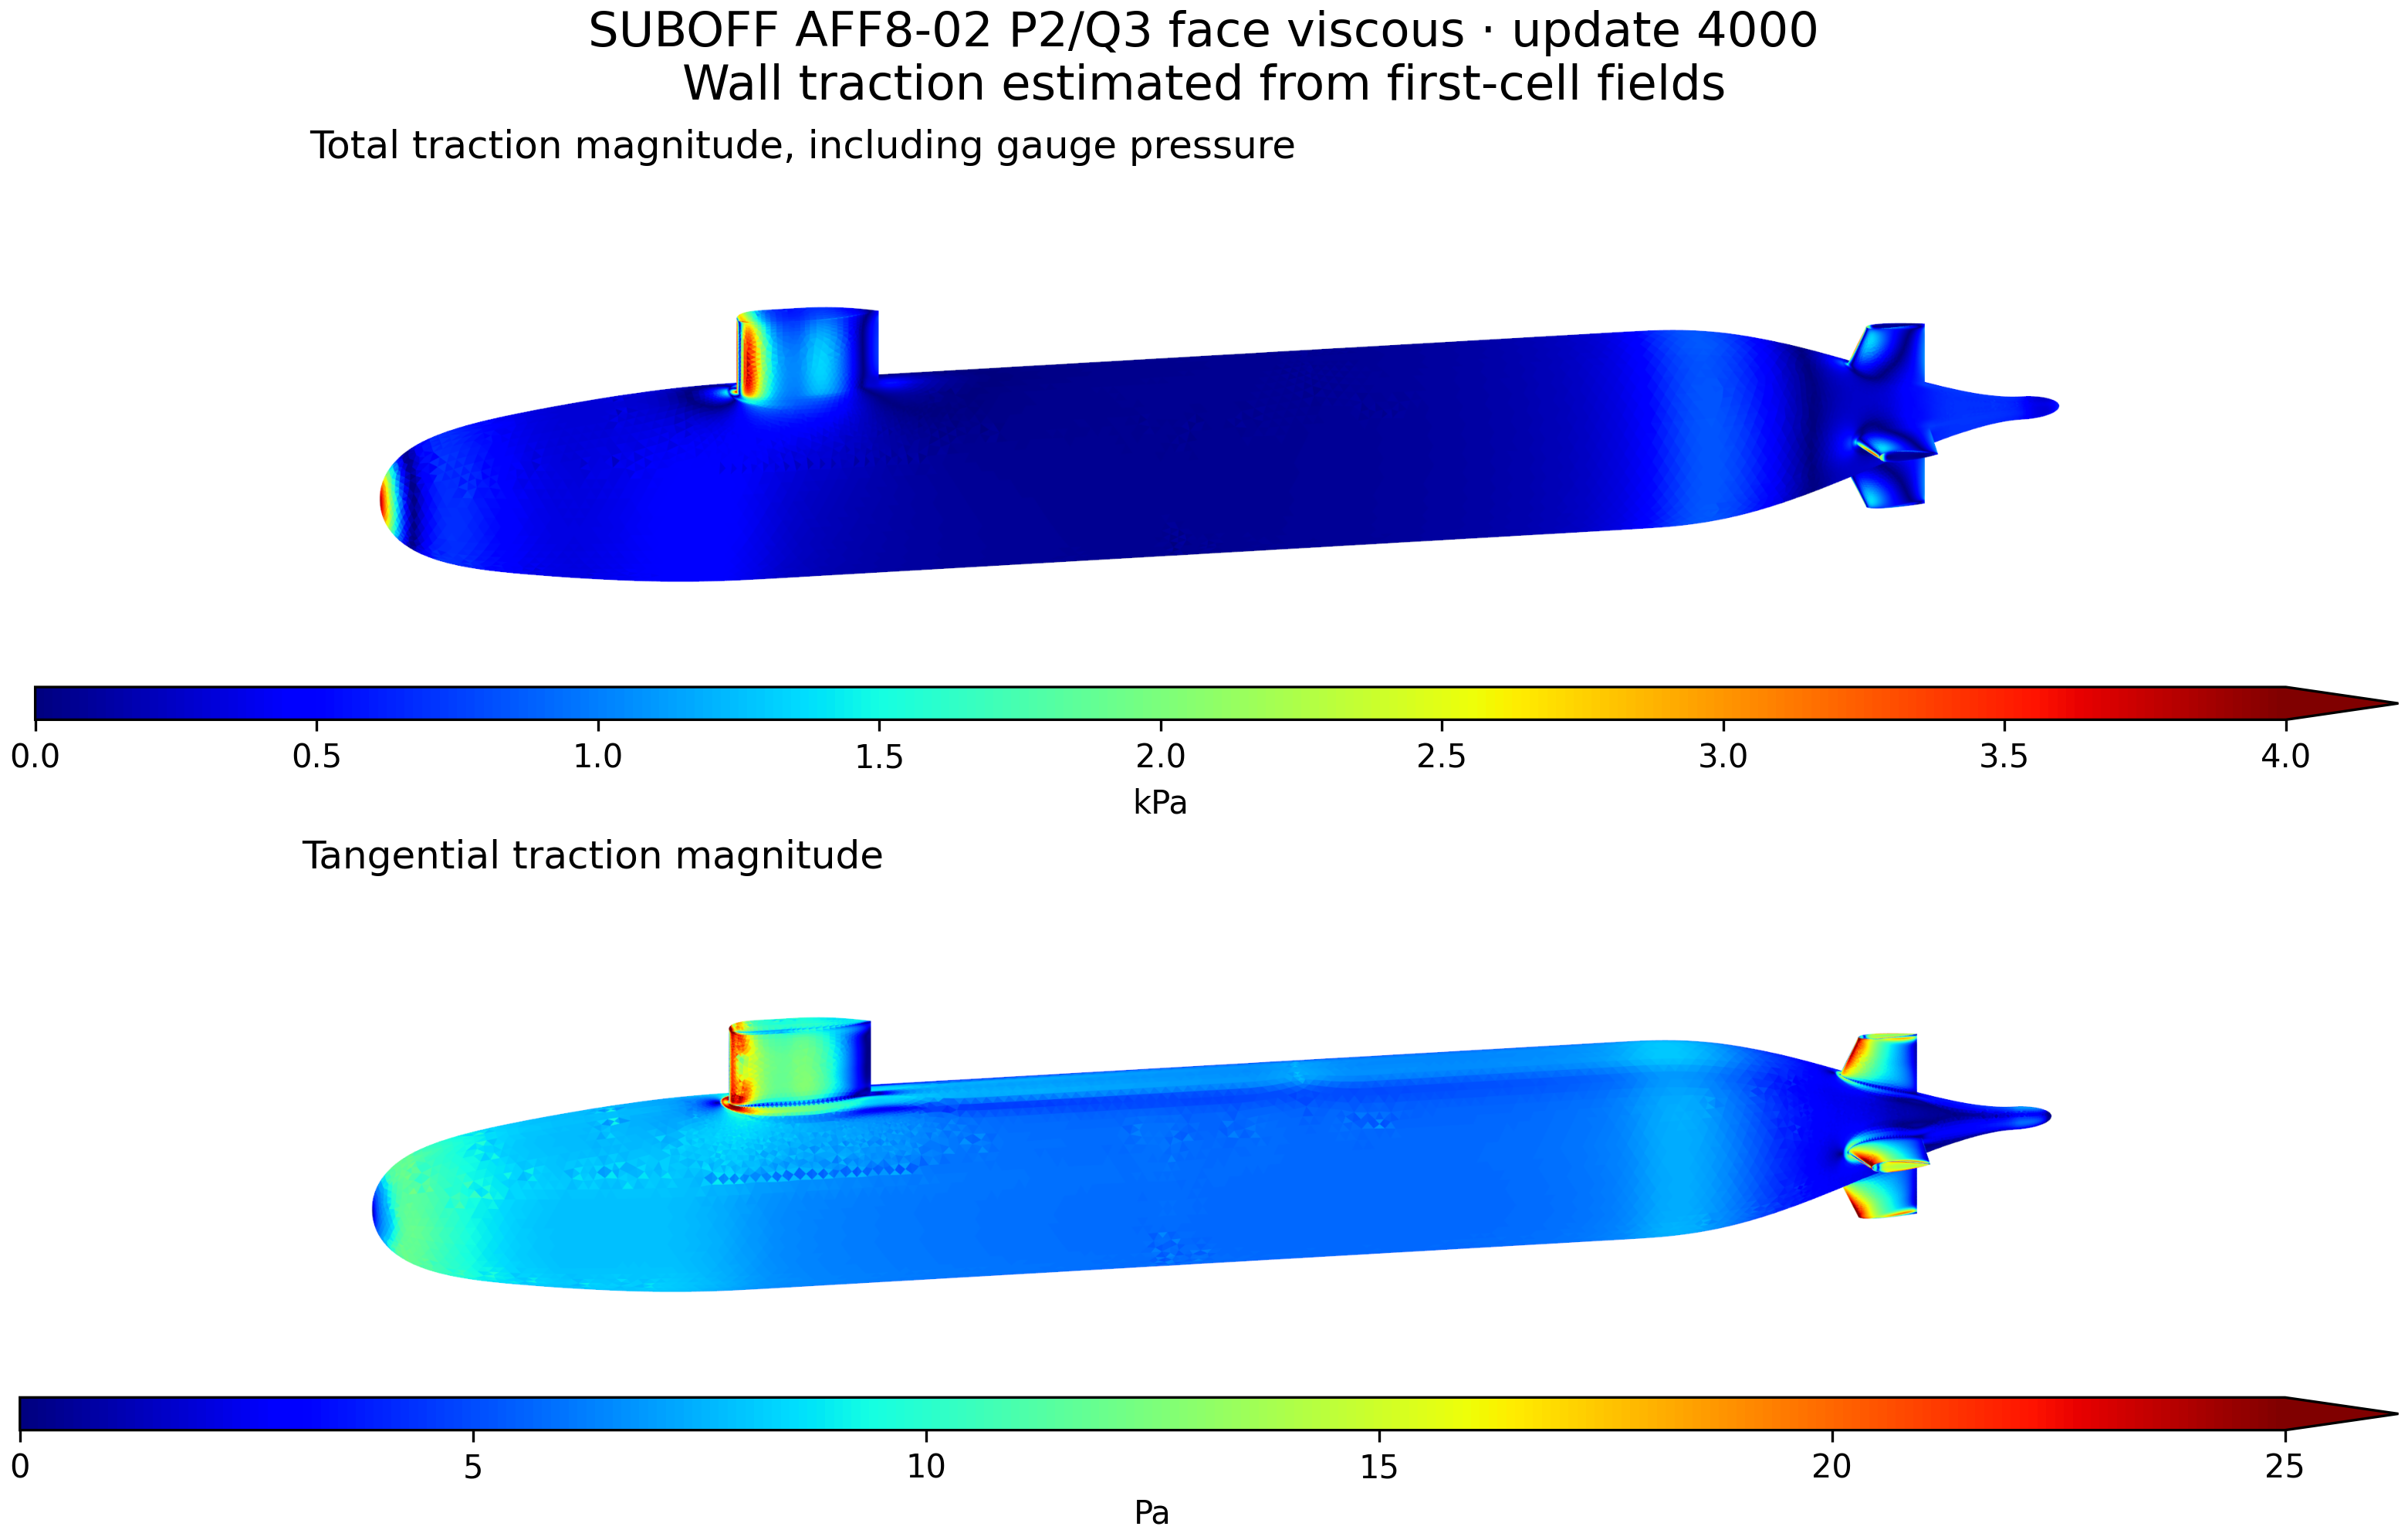 SUBOFF AFF8-02 P2/Q3 face viscous · update 4000
Wall traction estimated from first-cell fields
Total traction magnitude, including gauge pressure
0.0 0.5 1.0 1.5 2.0 2.5 3.0 3.5 4.0
kPa
Tangential traction magnitude
0 5 10 15 20 25
Pa